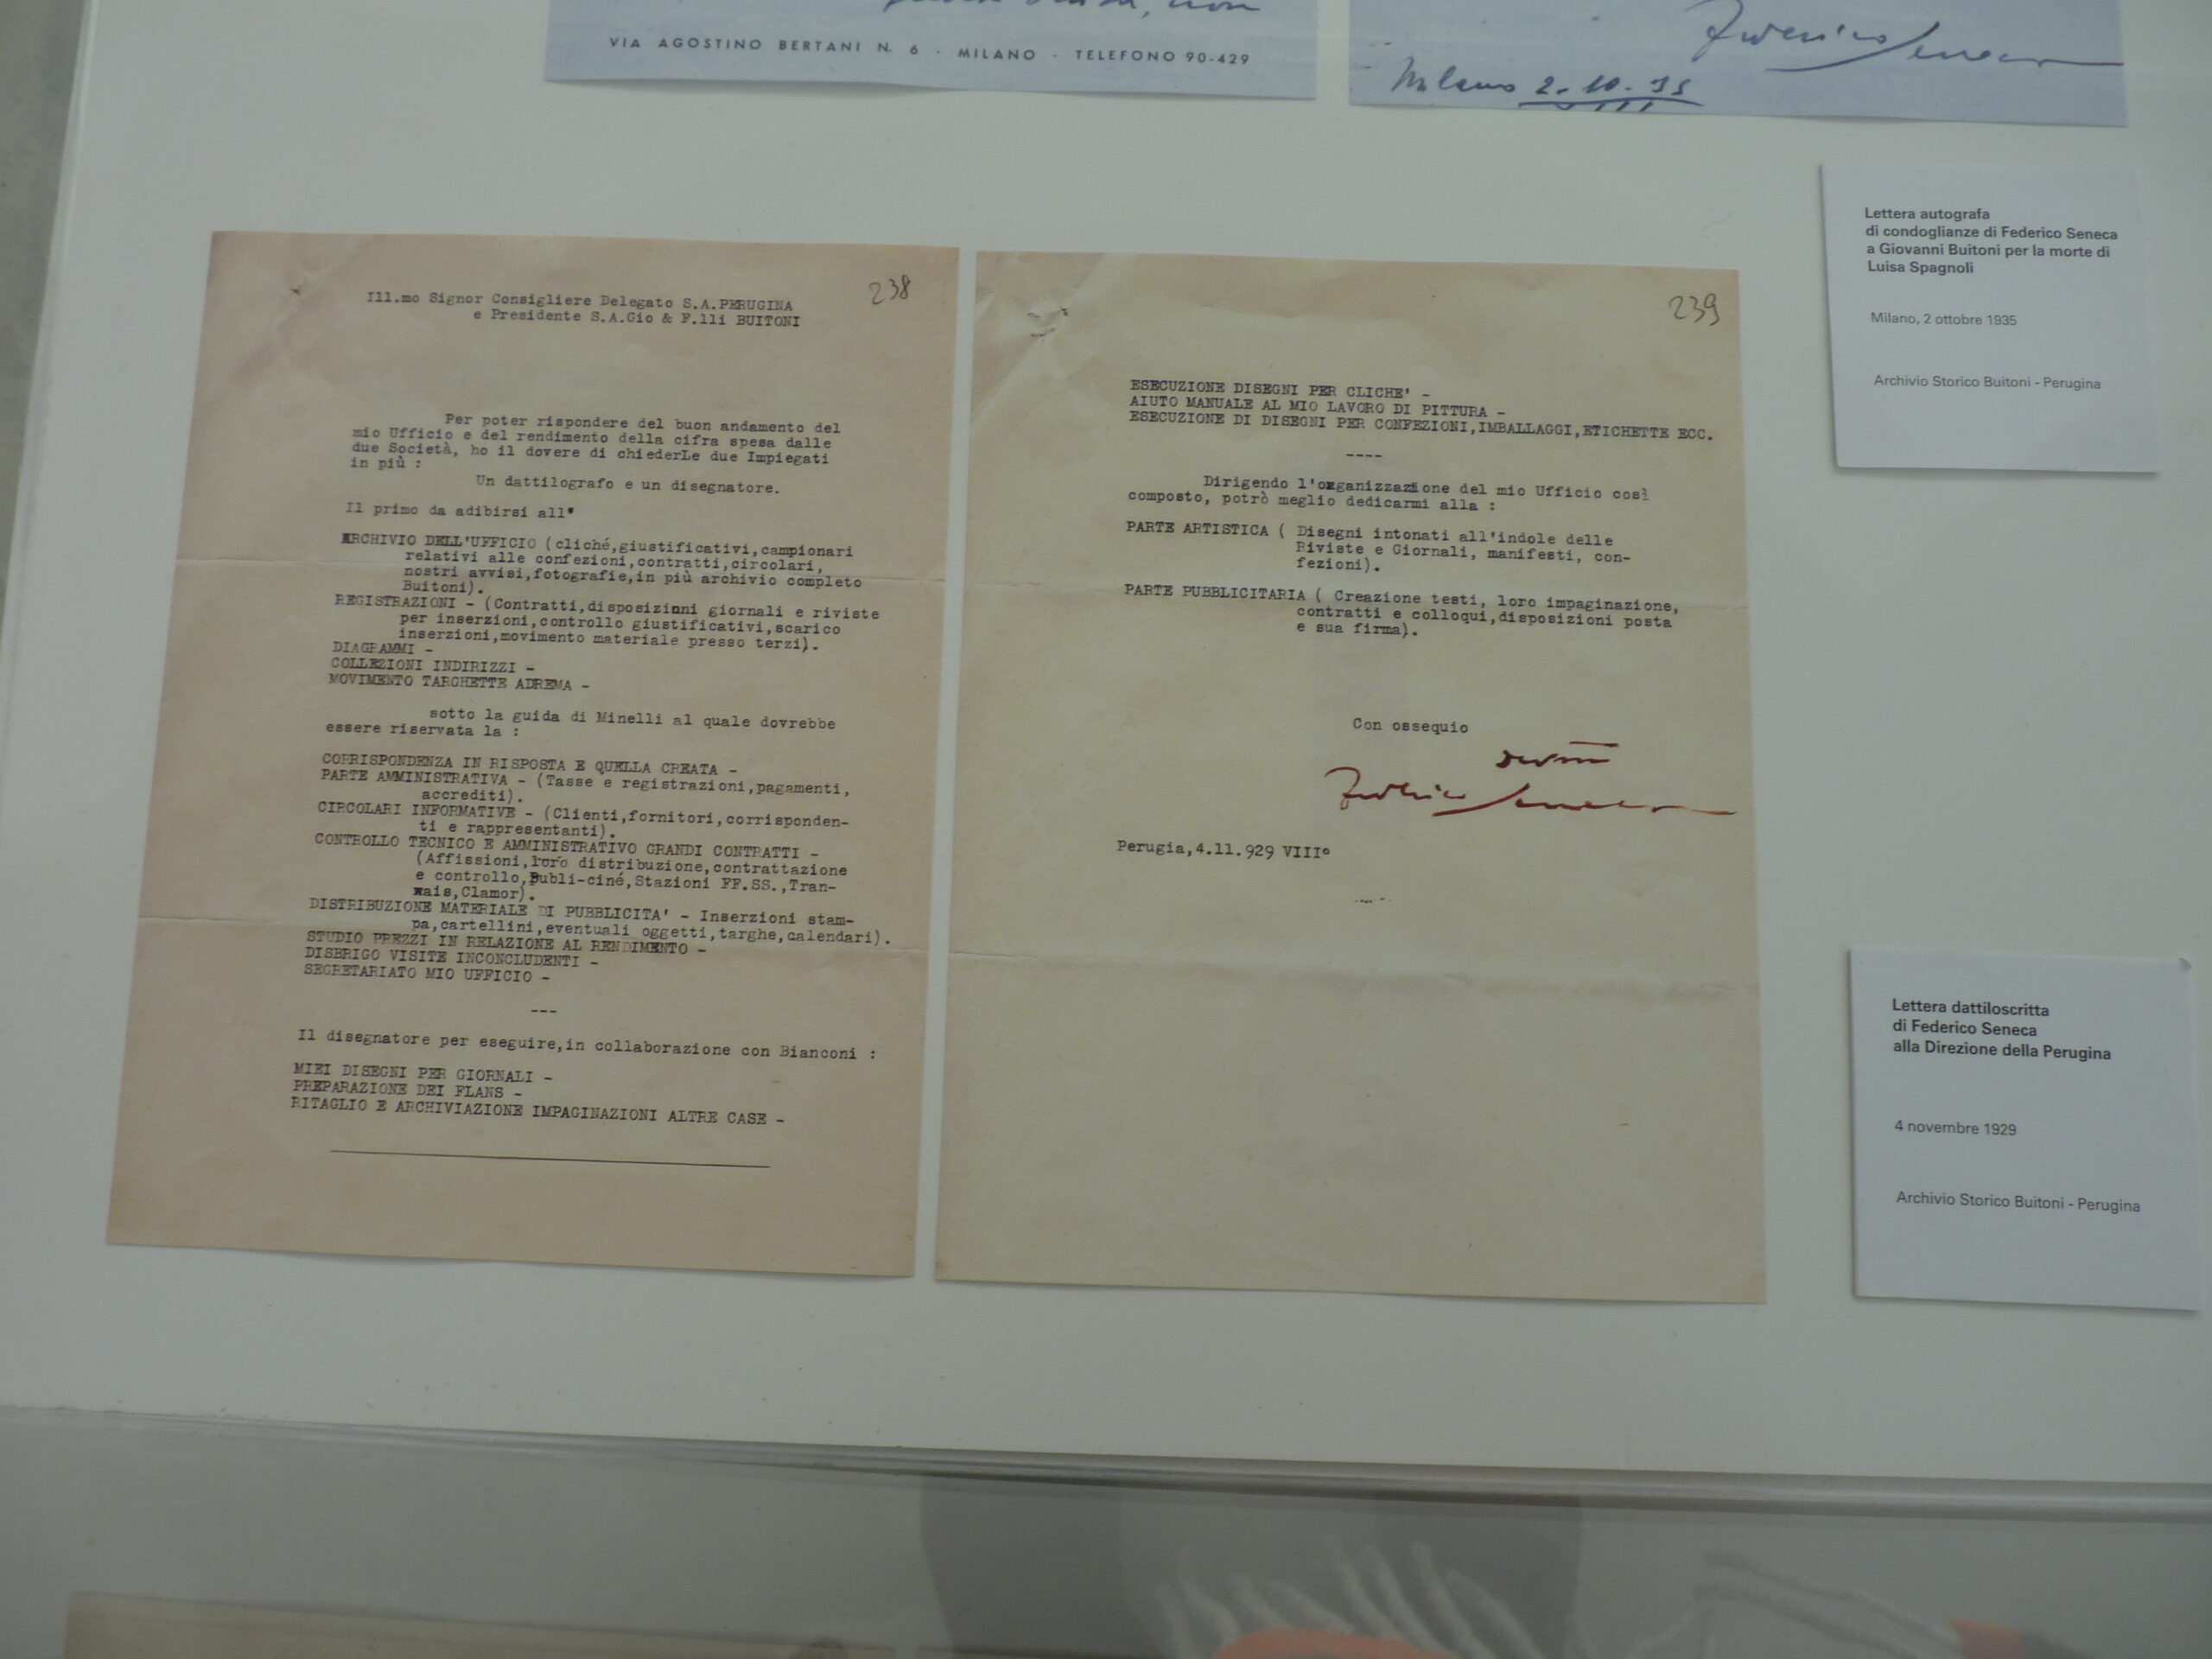 VIA AGOSTINO BERTANI N. 6 · MILANO · TELEFONO 90-429
Federico Seneca
Milano 2-10-35
XIII
Lettera autografa
di condoglianze di Federico Seneca
a Giovanni Buitoni per la morte di
Luisa Spagnoli
Milano, 2 ottobre 1935
Archivio Storico Buitoni - Perugina
238
Ill.mo Signor Consigliere Delegato S.A.PERUGINA
e Presidente S.A.Gio & F.lli BUITONI
Per poter rispondere del buon andamento del
mio Ufficio e del rendimento della cifra spesa dalle
due Società, ho il dovere di chiederLe due Impiegati
in più :
Un dattilografo e un disegnatore.
Il primo da adibirsi all'
ARCHIVIO DELL'UFFICIO (cliché,giustificativi,campionari
relativi alle confezioni,contratti,circolari,
nostri avvisi,fotografie,in più archivio completo
Buitoni).
REGISTRAZIONI - (Contratti,disposizioni giornali e riviste
per inserzioni,controllo giustificativi,scarico
inserzioni,movimento materiale presso terzi).
DIAGRAMMI -
COLLEZIONI INDIRIZZI -
MOVIMENTO TARGHETTE ADREMA -
sotto la guida di Minelli al quale dovrebbe
essere riservata la :
CORRISPONDENZA IN RISPOSTA E QUELLA CREATA -
PARTE AMMINISTRATIVA - (Tasse e registrazioni,pagamenti,
accrediti).
CIRCOLARI INFORMATIVE - (Clienti,fornitori,corrisponden-
ti e rappresentanti).
CONTROLLO TECNICO E AMMINISTRATIVO GRANDI CONTRATTI -
(Affissioni,loro distribuzione,contrattazione
e controllo,Publi-ciné,Stazioni FF.SS.,Tran-
wais,Clamor).
DISTRIBUZIONE MATERIALE DI PUBBLICITA' - Inserzioni stam-
pa,cartellini,eventuali oggetti,targhe,calendari).
STUDIO PREZZI IN RELAZIONE AL RENDIMENTO -
DISBRIGO VISITE INCONCLUDENTI -
SEGRETARIATO MIO UFFICIO -
---
Il disegnatore per eseguire,in collaborazione con Bianconi :
MIEI DISEGNI PER GIORNALI -
PREPARAZIONE DEI FLANS -
RITAGLIO E ARCHIVIAZIONE IMPAGINAZIONI ALTRE CASE -
239
ESECUZIONE DISEGNI PER CLICHE' -
AIUTO MANUALE AL MIO LAVORO DI PITTURA -
ESECUZIONE DI DISEGNI PER CONFEZIONI,IMBALLAGGI,ETICHETTE ECC.
----
Dirigendo l'organizzazione del mio Ufficio così
composto, potrò meglio dedicarmi alla :
PARTE ARTISTICA ( Disegni intonati all'indole delle
Riviste e Giornali, manifesti, con-
fezioni).
PARTE PUBBLICITARIA ( Creazione testi, loro impaginazione,
contratti e colloqui,disposizioni posta
e sua firma).
Con ossequio
Federico Seneca
Perugia,4.11.929 VIII°
Lettera dattiloscritta
di Federico Seneca
alla Direzione della Perugina
4 novembre 1929
Archivio Storico Buitoni - Perugina